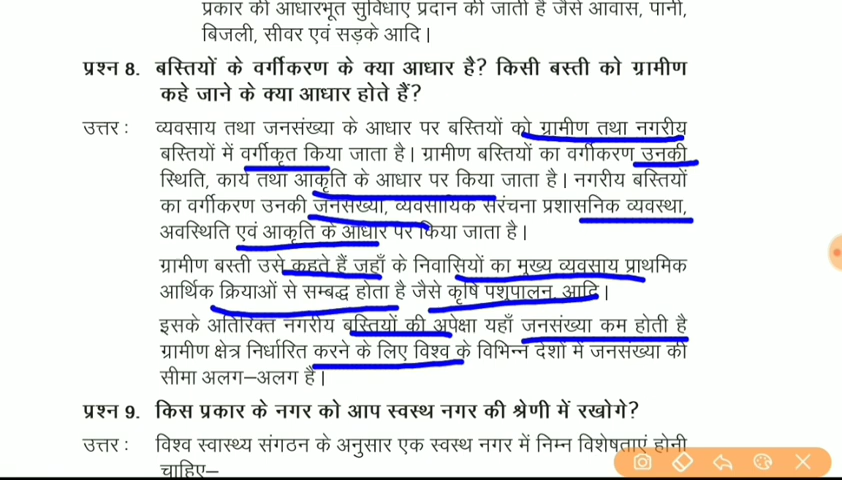 प्रकार की आधारभूत सुविधाएं प्रदान की जाती हैं जैसे आवास, पानी,
बिजली, सीवर एवं सड़के आदि।
प्रश्न 8. बस्तियों के वर्गीकरण के क्या आधार है? किसी बस्ती को ग्रामीण
कहे जाने के क्या आधार होते हैं?
उत्तर : व्यवसाय तथा जनसंख्या के आधार पर बस्तियों को ग्रामीण तथा नगरीय
बस्तियों में वर्गीकृत किया जाता है। ग्रामीण बस्तियों का वर्गीकरण उनकी
स्थिति, कार्य तथा आकृति के आधार पर किया जाता है। नगरीय बस्तियों
का वर्गीकरण उनकी जनसंख्या, व्यवसायिक संरचना प्रशासनिक व्यवस्था,
अवस्थिति एवं आकृति के आधार पर किया जाता है।
ग्रामीण बस्ती उसे कहते हैं जहाँ के निवासियों का मुख्य व्यवसाय प्राथमिक
आर्थिक क्रियाओं से सम्बद्ध होता है जैसे कृषि पशुपालन आदि।
इसके अतिरिक्त नगरीय बस्तियों की अपेक्षा यहाँ जनसंख्या कम होती है
ग्रामीण क्षेत्र निर्धारित करने के लिए विश्व के विभिन्न देशों में जनसंख्या की
सीमा अलग–अलग हैं।
प्रश्न 9. किस प्रकार के नगर को आप स्वस्थ नगर की श्रेणी में रखोगे?
उत्तर : विश्व स्वास्थ्य संगठन के अनुसार एक स्वस्थ नगर में निम्न विशेषताएं होनी
चाहिए–